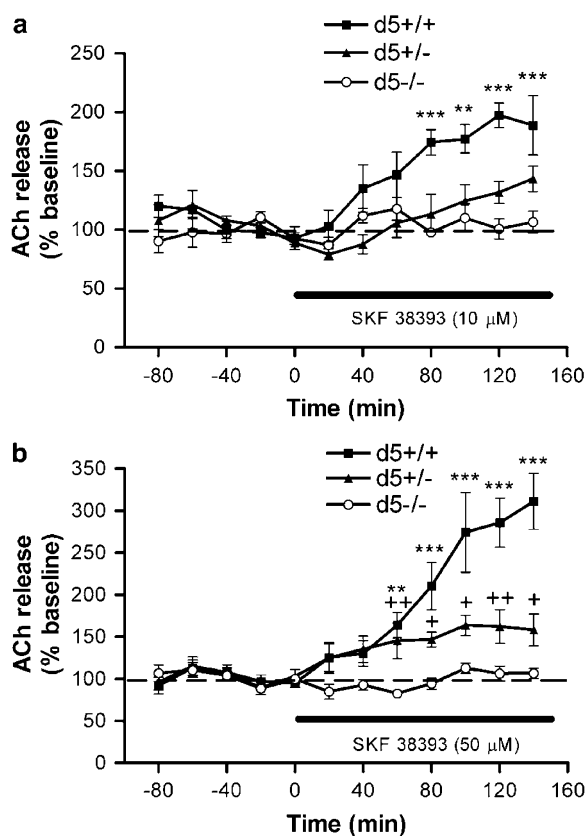 a
d5+/+
d5+/-
d5-/-
ACh release
(% baseline)
250
200
150
100
50
0
*** ** *** ***
SKF 38393 (10 μM)
-80 -40 0 40 80 120 160
Time (min)
b
d5+/+
d5+/-
d5-/-
ACh release
(% baseline)
350
300
250
200
150
100
50
0
** *** *** *** ***
++ + + ++ +
SKF 38393 (50 μM)
-80 -40 0 40 80 120 160
Time (min)